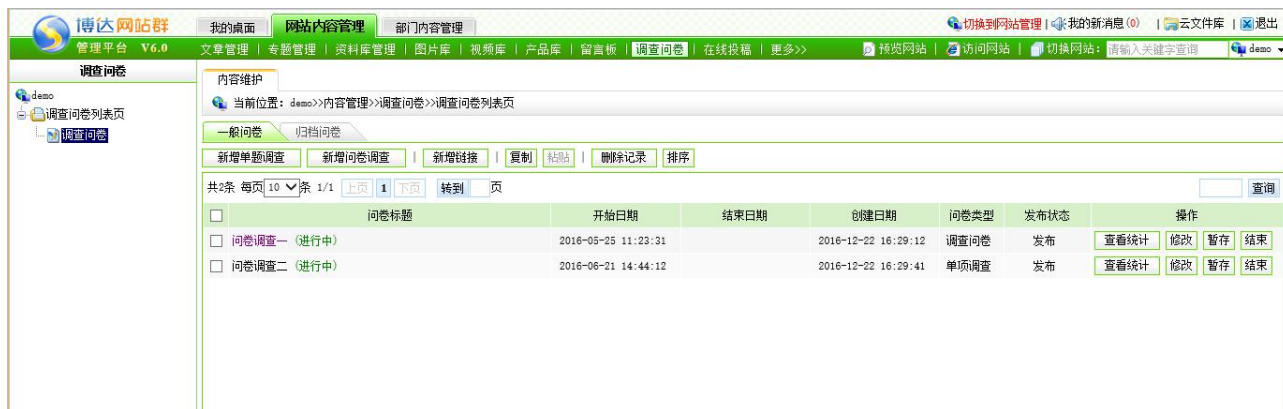 博达网站群
管理平台 V6.0
我的桌面 网站内容管理 部门内容管理
切换到网站管理 | 我的新消息(0) | 云文件库 | 退出
文章管理 | 专题管理 | 资料库管理 | 图片库 | 视频库 | 产品库 | 留言板 | 调查问卷 | 在线投稿 | 更多>>
预览网站 | 访问网站 | 切换网站: 请输入关键字查询 demo
调查问卷
demo
调查问卷列表页
调查问卷
内容维护
当前位置: demo>>内容管理>>调查问卷>>调查问卷列表页
一般问卷 归档问卷
新增单题调查 新增问卷调查 | 新增链接 | 复制 粘贴 | 删除记录 排序
共2条 每页 10 条 1/1 上页 1 下页 转到 页 查询
问卷标题 开始日期 结束日期 创建日期 问卷类型 发布状态 操作
问卷调查一 (进行中) 2016-05-25 11:23:31 2016-12-22 16:29:12 调查问卷 发布 查看统计 修改 暂存 结束
问卷调查二 (进行中) 2016-06-21 14:44:12 2016-12-22 16:29:41 单项调查 发布 查看统计 修改 暂存 结束